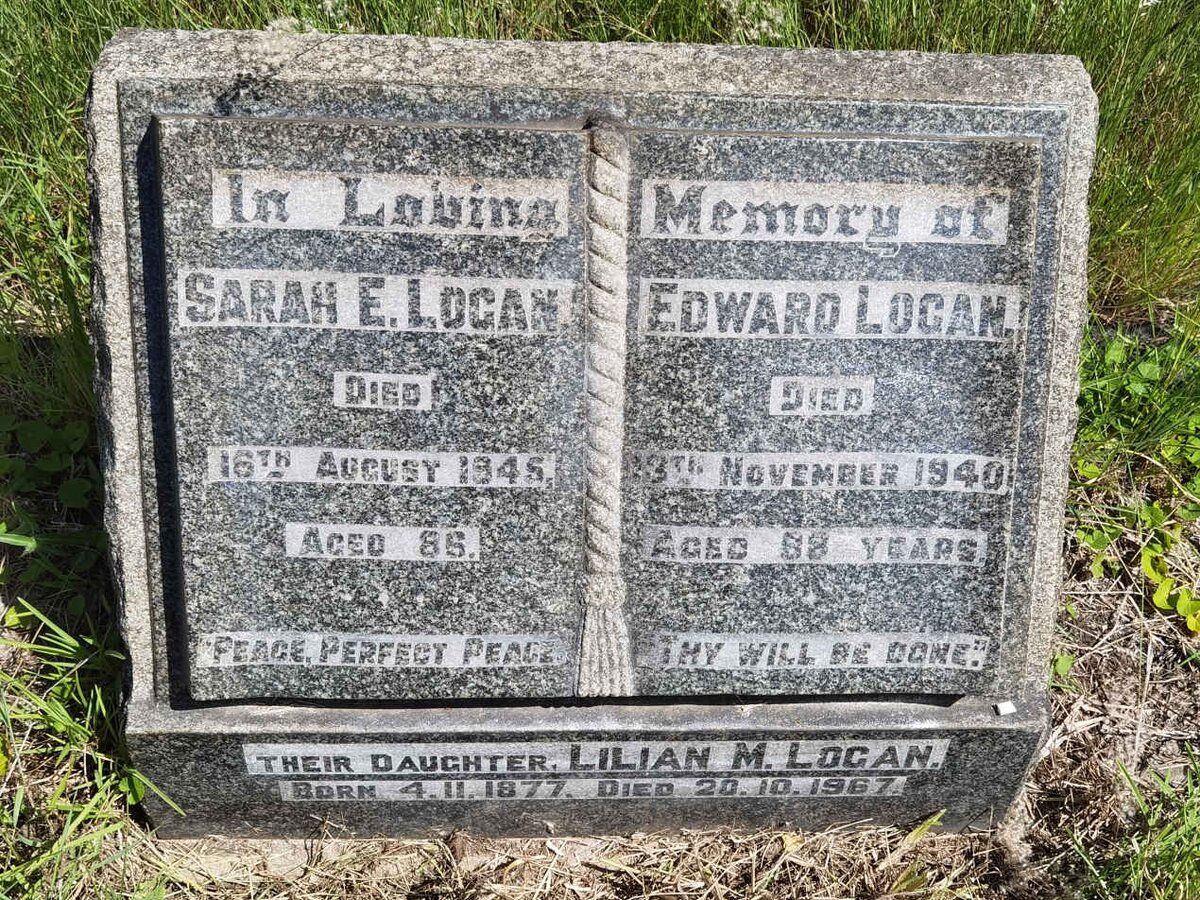 In Loving
SARAH E. LOGAN
DIED
16TH AUGUST 1945,
AGED 86.
"PEACE, PERFECT PEACE."
Memory of
EDWARD LOGAN.
DIED
NOVEMBER 1940
AGED 88 YEARS
"THY WILL BE DONE."
THEIR DAUGHTER, LILIAN M. LOGAN.
BORN 4.11.1877. DIED 20.10.1967.